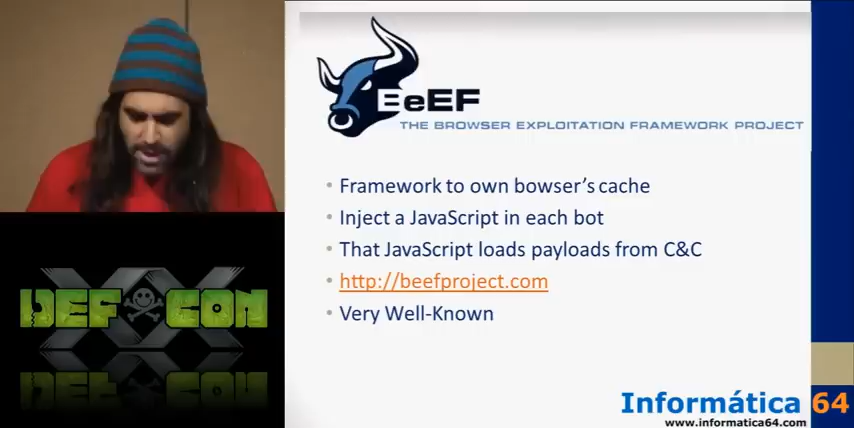 BeEF
THE BROWSER EXPLOITATION FRAMEWORK PROJECT
• Framework to own bowser's cache
• Inject a JavaScript in each bot
• That JavaScript loads payloads from C&C
• http://beefproject.com
• Very Well-Known
DEF CON
XX
Informática 64
www.informatica64.com